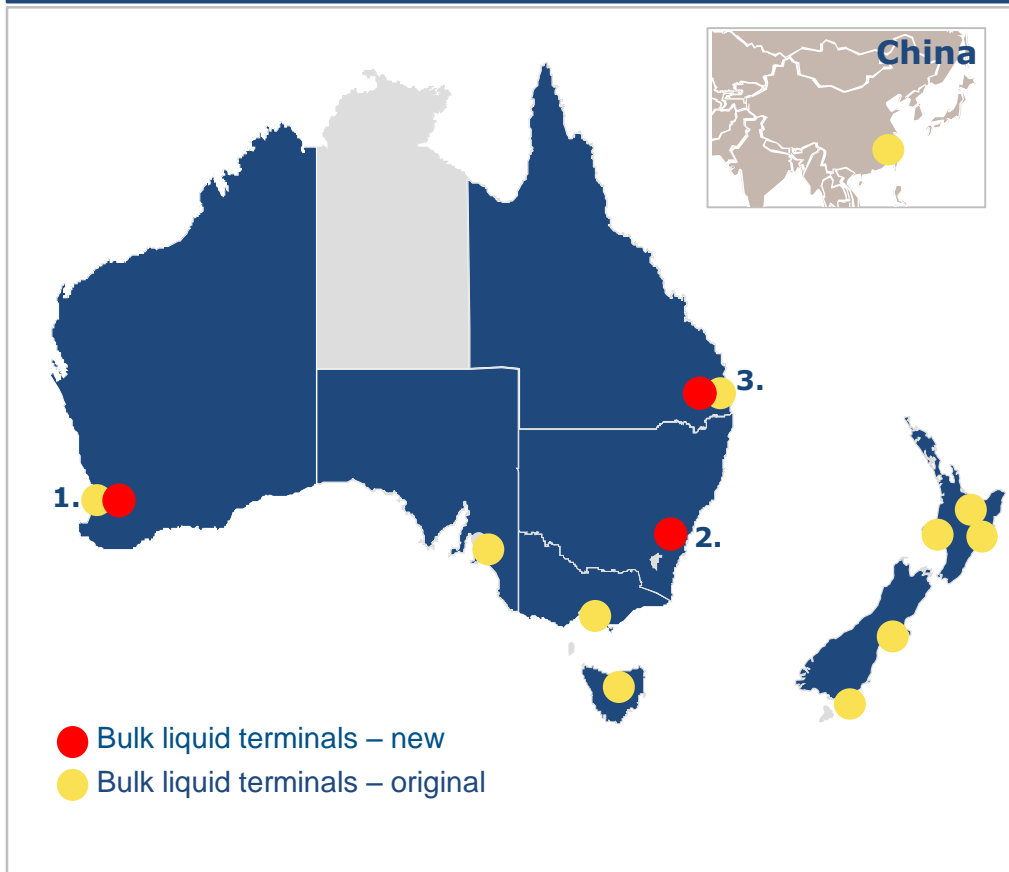 China
3.
1.
2.
Bulk liquid terminals – new
Bulk liquid terminals – original